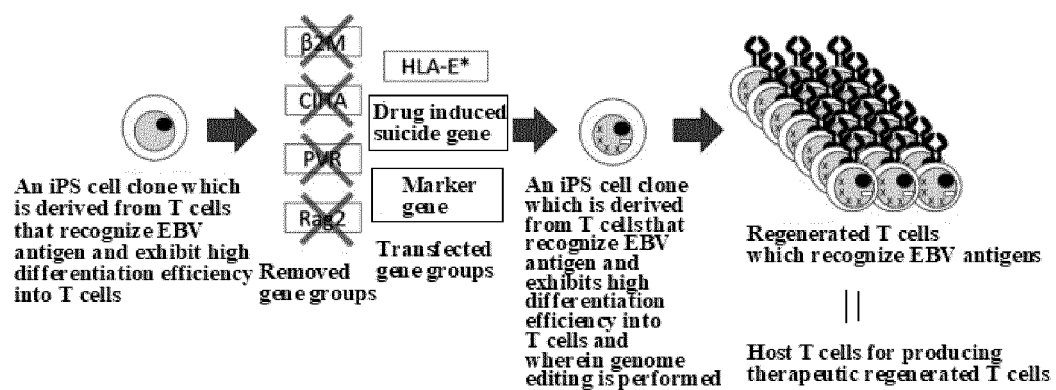 β2M
CIITA
PVR
Rag2
HLA-E*
Drug induced
suicide gene
Marker
gene
An iPS cell clone which
is derived from T cells
that recognize EBV
antigen and exhibit high
differentiation efficiency
into T cells
Removed
gene groups
Transfected
gene groups
An iPS cell clone
which is derived
from T cells that
recognize EBV
antigen and
exhibits high
differentiation
efficiency into
T cells and
wherein genome
editing is performed
Regenerated T cells
which recognize EBV antigens
Host T cells for producing
therapeutic regenerated T cells